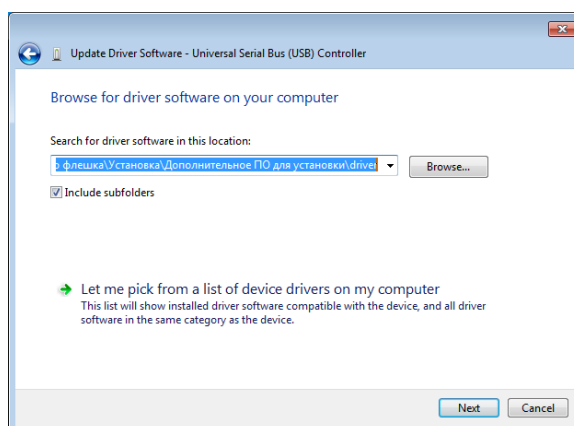 Update Driver Software - Universal Serial Bus (USB) Controller
Browse for driver software on your computer
Search for driver software in this location:
флешка\Установка\Дополнительное ПО для установки\driver
Browse...
Include subfolders
Let me pick from a list of device drivers on my computer
This list will show installed driver software compatible with the device, and all driver
software in the same category as the device.
Next
Cancel